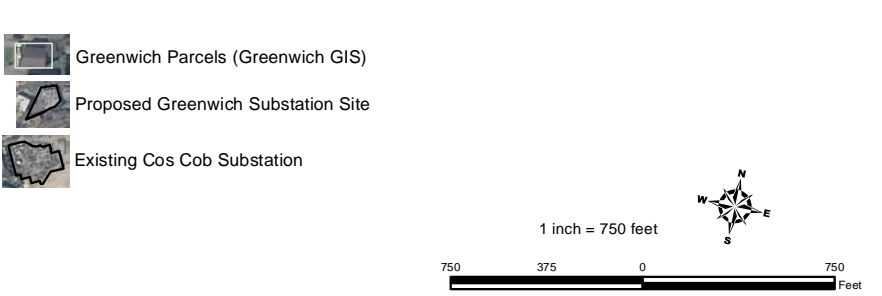 Greenwich Parcels (Greenwich GIS)
Proposed Greenwich Substation Site
Existing Cos Cob Substation
N
W
E
S
1 inch = 750 feet
750 375 0 750
Feet